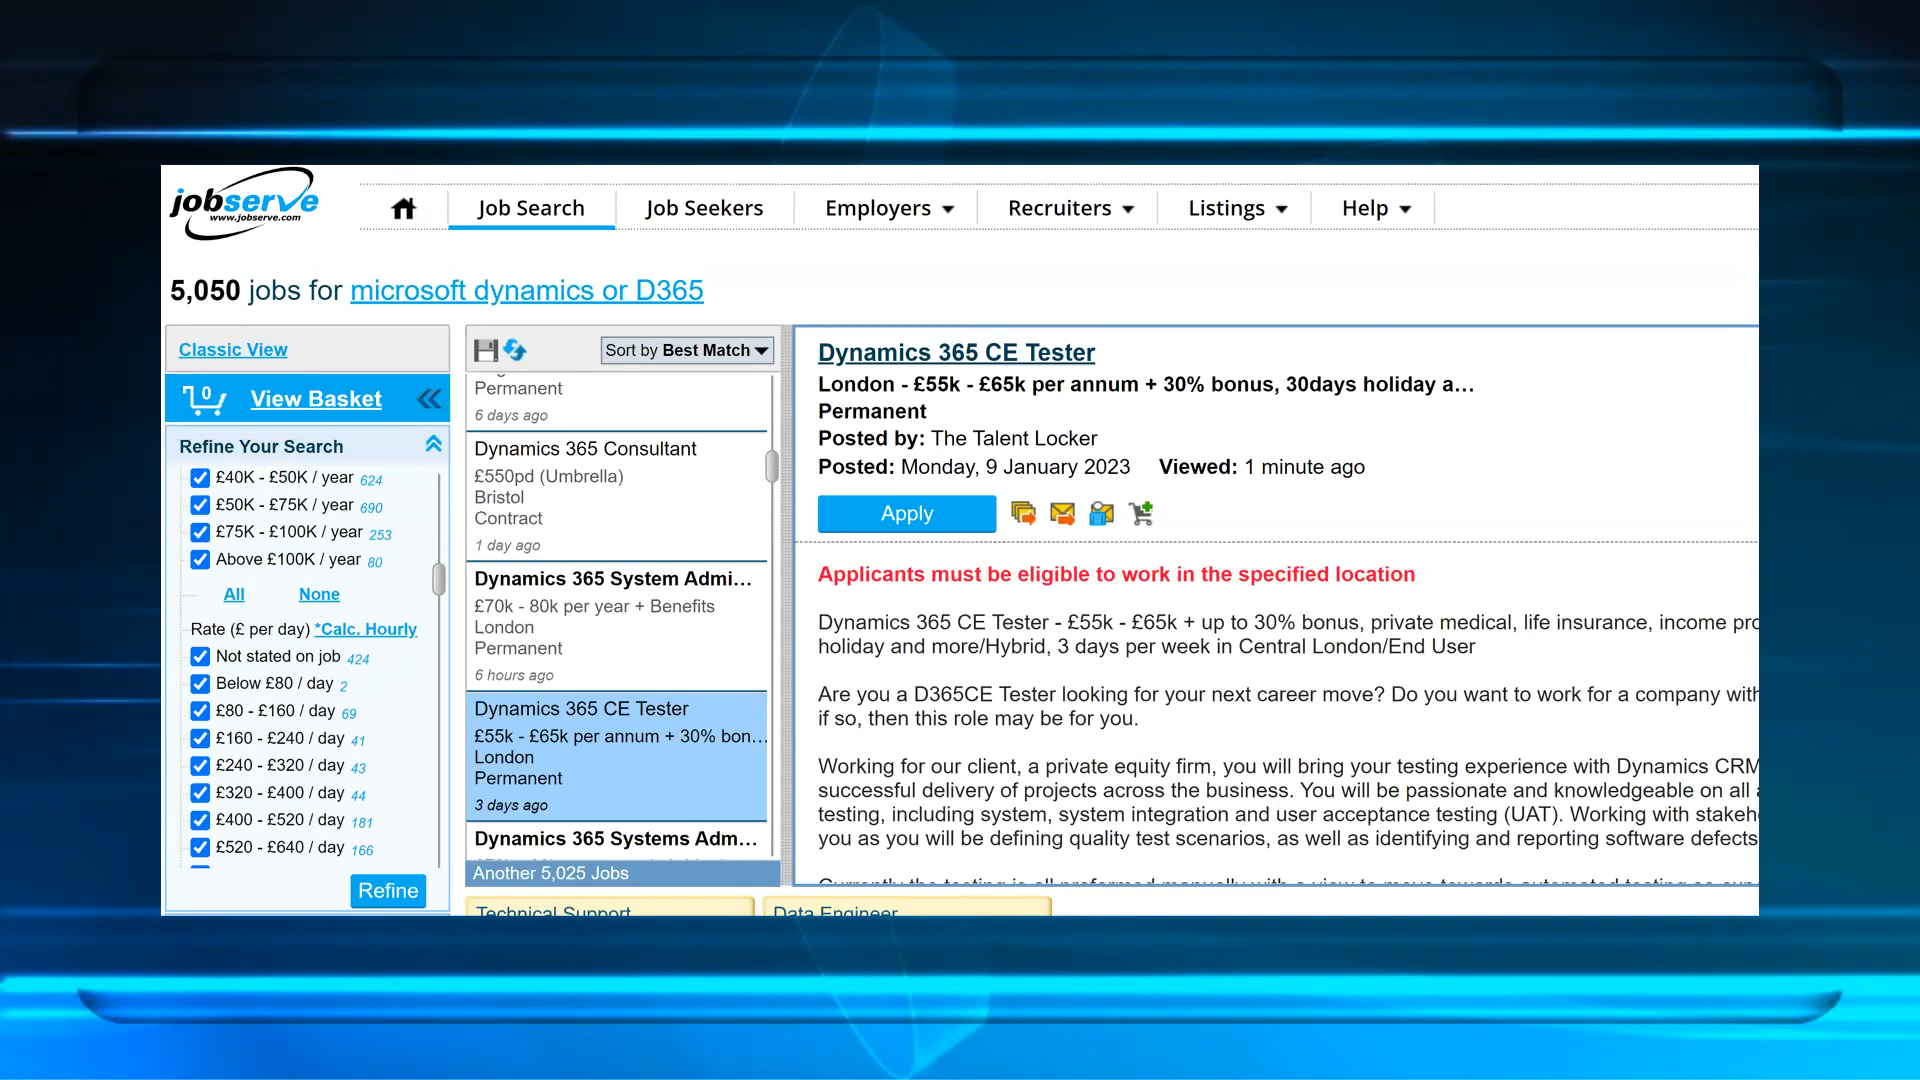 jobserve
www.jobserve.com
Job Search
Job Seekers
Employers
Recruiters
Listings
Help
5,050 jobs for microsoft dynamics or D365
Classic View
0
View Basket
Refine Your Search
£40K - £50K / year 624
£50K - £75K / year 690
£75K - £100K / year 253
Above £100K / year 80
All None
Rate (£ per day) *Calc. Hourly
Not stated on job 424
Below £80 / day 2
£80 - £160 / day 69
£160 - £240 / day 41
£240 - £320 / day 43
£320 - £400 / day 44
£400 - £520 / day 181
£520 - £640 / day 166
Refine
Sort by Best Match
Permanent
6 days ago
Dynamics 365 Consultant
£550pd (Umbrella)
Bristol
Contract
1 day ago
Dynamics 365 System Admi...
£70k - 80k per year + Benefits
London
Permanent
6 hours ago
Dynamics 365 CE Tester
£55k - £65k per annum + 30% bon...
London
Permanent
3 days ago
Dynamics 365 Systems Adm...
Another 5,025 Jobs
Technical Support
Data Engineer
Dynamics 365 CE Tester
London - £55k - £65k per annum + 30% bonus, 30days holiday a...
Permanent
Posted by: The Talent Locker
Posted: Monday, 9 January 2023 Viewed: 1 minute ago
Apply
Applicants must be eligible to work in the specified location
Dynamics 365 CE Tester - £55k - £65k + up to 30% bonus, private medical, life insurance, income pro
holiday and more/Hybrid, 3 days per week in Central London/End User
Are you a D365CE Tester looking for your next career move? Do you want to work for a company with
if so, then this role may be for you.
Working for our client, a private equity firm, you will bring your testing experience with Dynamics CRM
successful delivery of projects across the business. You will be passionate and knowledgeable on all a
testing, including system, system integration and user acceptance testing (UAT). Working with stakeh
you as you will be defining quality test scenarios, as well as identifying and reporting software defects